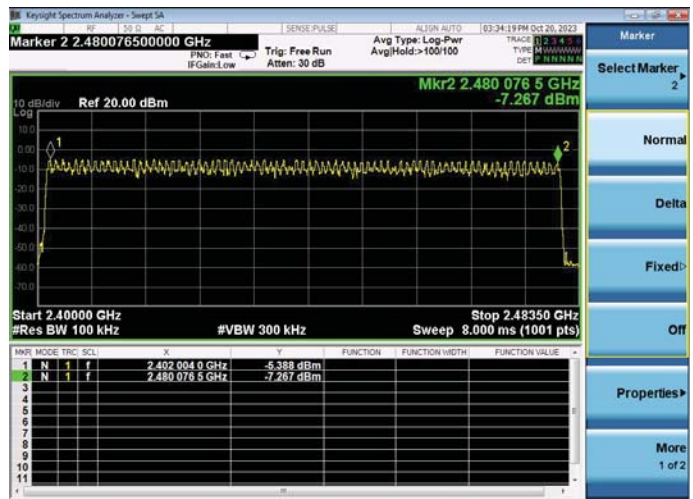 Keysight Spectrum Analyzer - Swept SA
RF 50 Ω AC SENSE:PULSE ALIGN AUTO 03:34:19 PM Oct 20, 2023
Marker 2 2.480076500000 GHz
PNO: Fast
IFGain:Low
Trig: Free Run
Atten: 30 dB
Avg Type: Log-Pwr
Avg|Hold:>100/100
TRACE 1 2 3 4 5 6
TYPE M W W W W W
DET P N N N N N
Mkr2 2.480 076 5 GHz
-7.267 dBm
10 dB/div Ref 20.00 dBm
Log
10.0
0.00
-10.0
-20.0
-30.0
-40.0
-50.0
-60.0
-70.0
1
2
Start 2.40000 GHz Stop 2.48350 GHz
#Res BW 100 kHz #VBW 300 kHz Sweep 8.000 ms (1001 pts)
MKR MODE TRC SCL X Y FUNCTION FUNCTION WIDTH FUNCTION VALUE
1 N 1 f 2.402 004 0 GHz -5.388 dBm
2 N 1 f 2.480 076 5 GHz -7.267 dBm
3
4
5
6
7
8
9
10
11
Marker
Select Marker
2
Normal
Delta
Fixed
Off
Properties
More
1 of 2